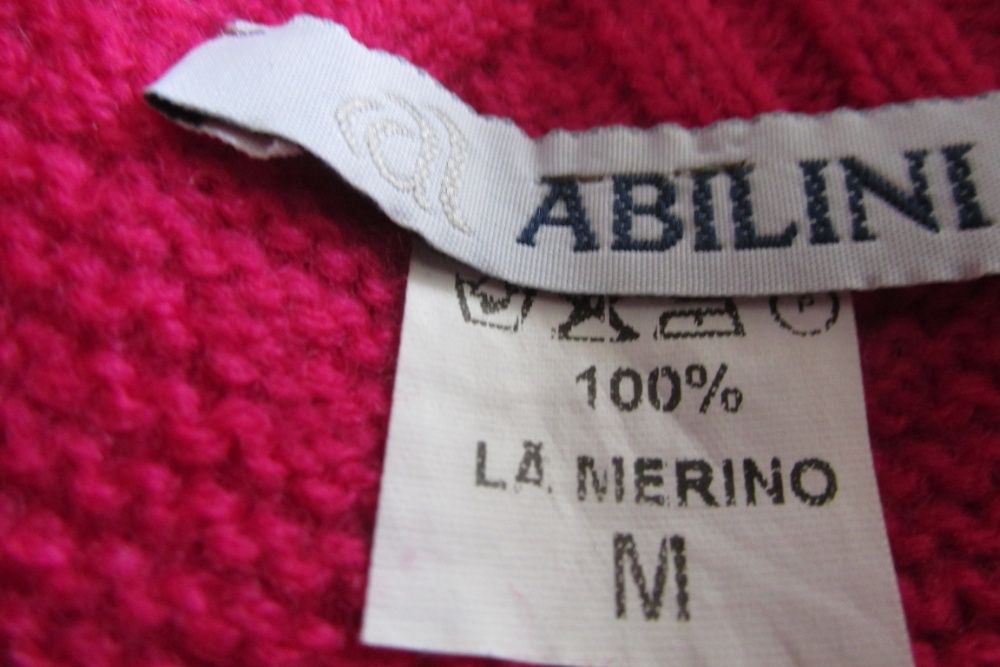 ABILINI
100%
LÃ MERINO
M